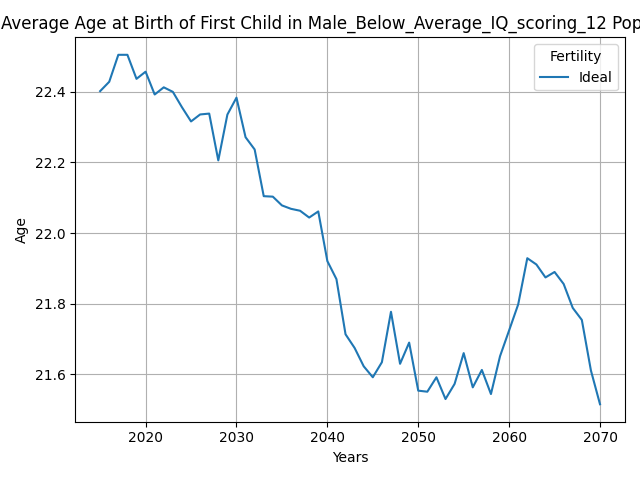 Average Age at Birth of First Child in Male_Below_Average_IQ_scoring_12 Pop
Fertility
Ideal
22.4
22.2
22.0
21.8
21.6
Age
2020 2030 2040 2050 2060 2070
Years